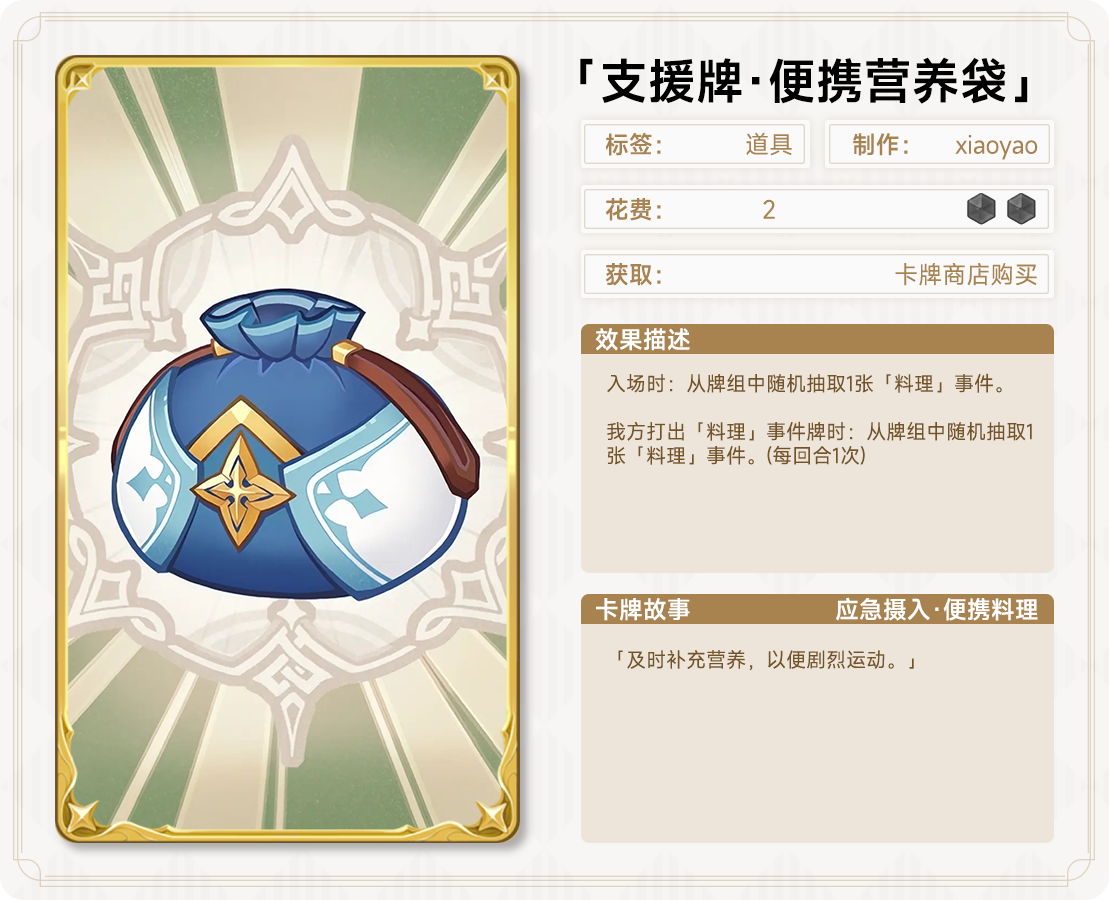 「支援牌·便携营养袋」
标签： 道具
制作： xiaoyao
花费： 2
获取： 卡牌商店购买
效果描述
入场时：从牌组中随机抽取1张「料理」事件。
我方打出「料理」事件牌时：从牌组中随机抽取1
张「料理」事件。(每回合1次)
卡牌故事 应急摄入·便携料理
「及时补充营养，以便剧烈运动。」